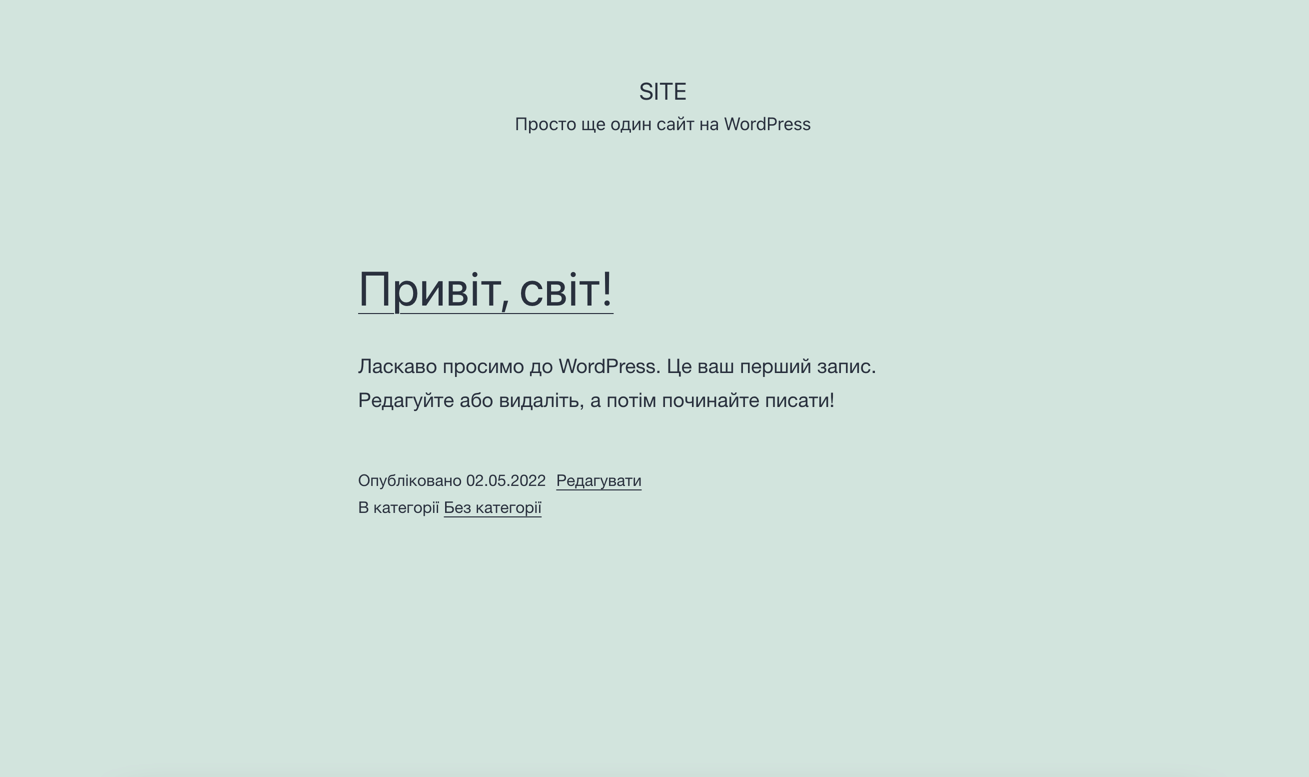 SITE
Просто ще один сайт на WordPress
Привіт, світ!
Ласкаво просимо до WordPress. Це ваш перший запис.
Редагуйте або видаліть, а потім починайте писати!
Опубліковано 02.05.2022 Редагувати
В категорії Без категорії